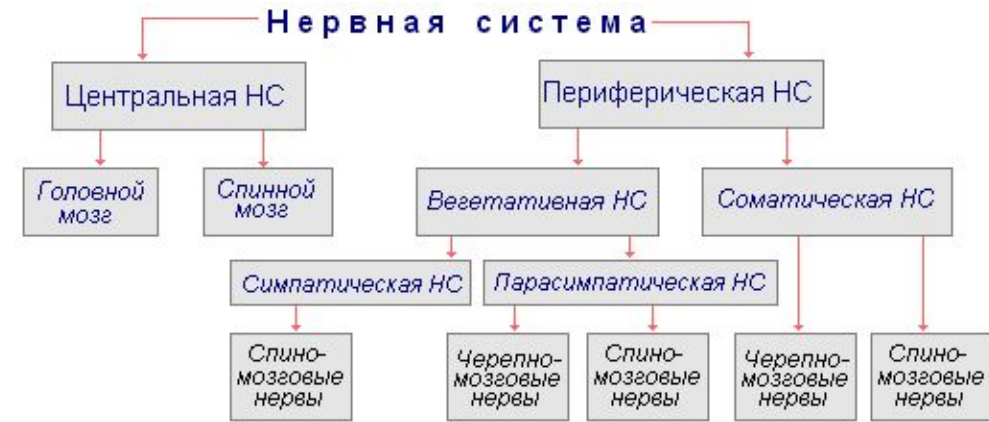 Нервная система
Центральная НС
Периферическая НС
Головной
мозг
Спинной
мозг
Вегетативная НС
Соматическая НС
Симпатическая НС
Парасимпатическая НС
Спино-
мозговые
нервы
Черепно-
мозговые
нервы
Спино-
мозговые
нервы
Черепно-
мозговые
нервы
Спино-
мозговые
нервы